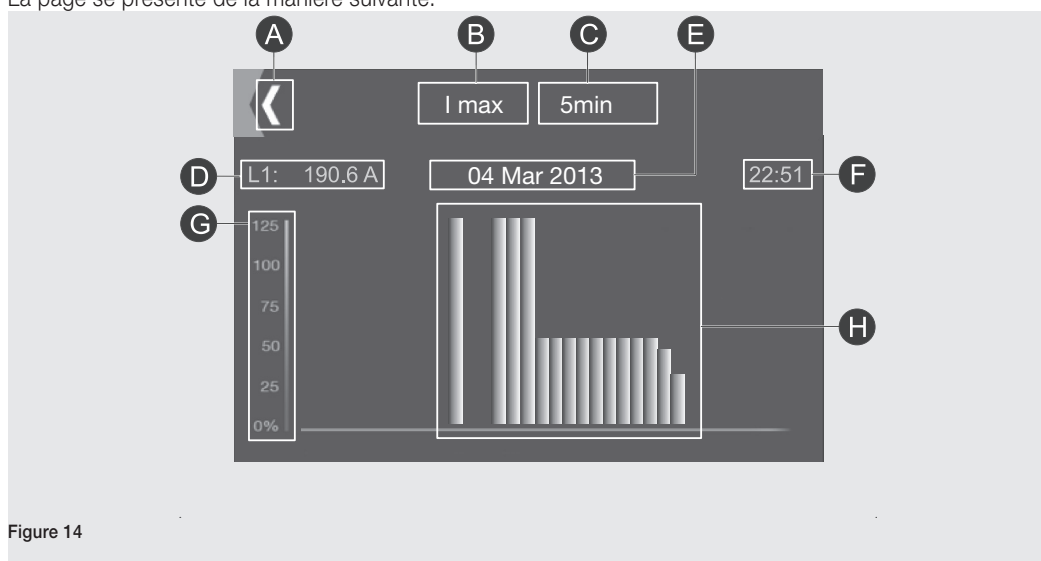 La page se présente de la manière suivante:
A
B
C
E
I max
5min
D
L1: 190.6 A
04 Mar 2013
22:51
F
G
125
100
75
50
25
0%
H
Figure 14